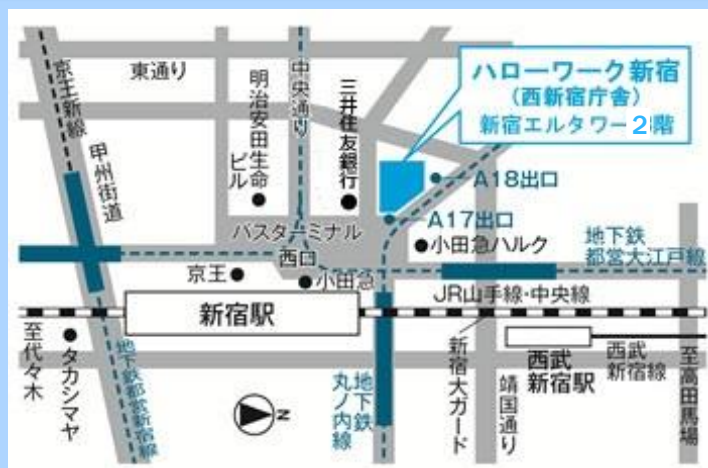 東通り
京王新線
甲州街道
明治安田生命
ビル
中央通り
三井住友銀行
ハローワーク新宿
(西新宿庁舎)
新宿エルタワー
階
A18出口
A17出口
バスターミナル
西口
小田急ハルク
地下鉄
都営大江戸線
京王
小田急
JR山手線・中央線
新宿駅
至代々木
タカシマヤ
地下鉄都営新宿線
N
地下鉄
丸ノ内線
新宿大ガード
西武
新宿駅
靖国通り
西武
新宿線
至高田馬場